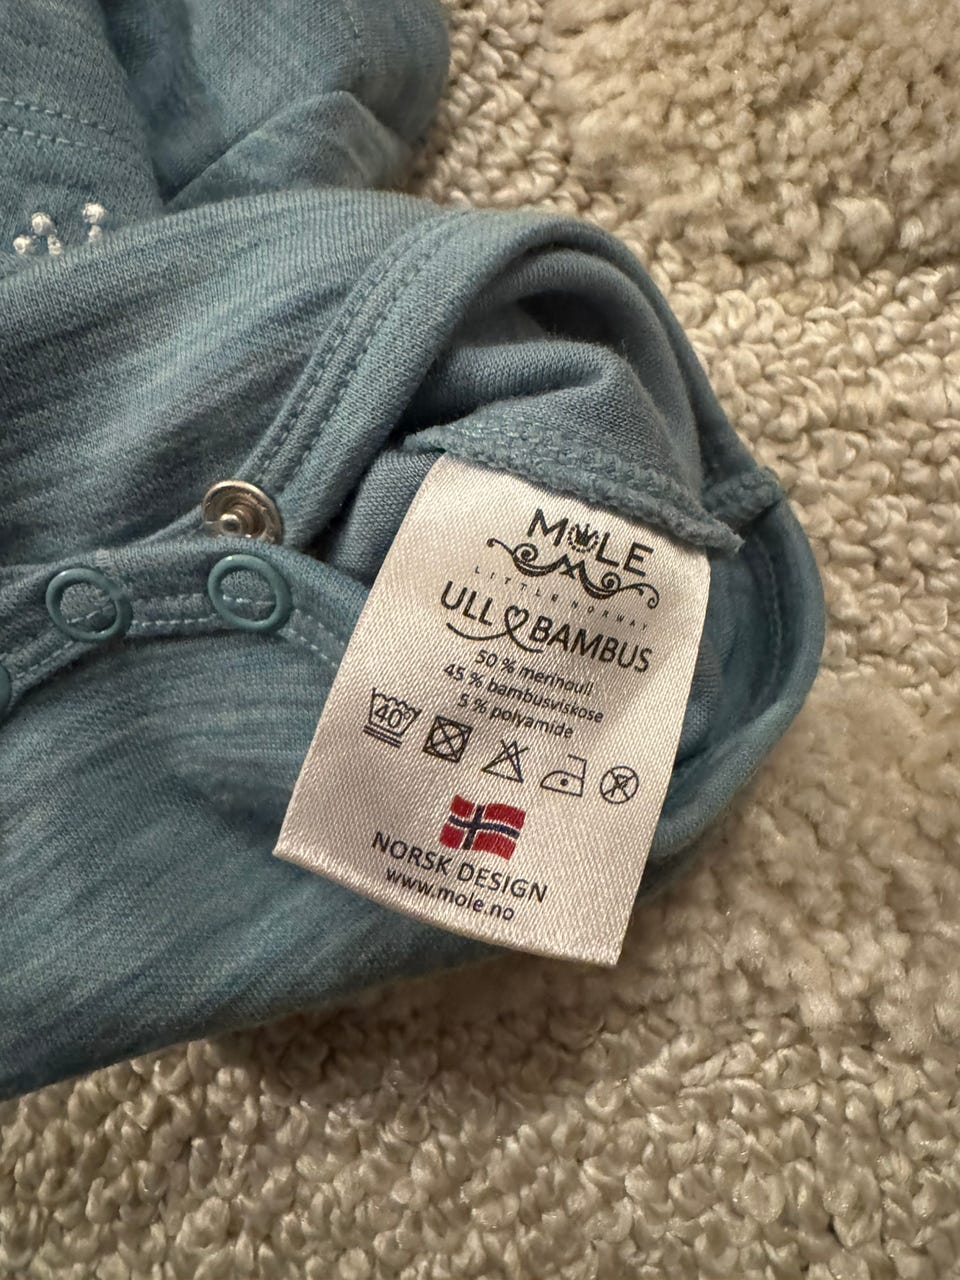 MOLE
LITTLE NORWAY
ULL BAMBUS
50 % merinoull
45 % bambusviskose
5 % polyamide
40°
NORSK DESIGN
www.mole.no